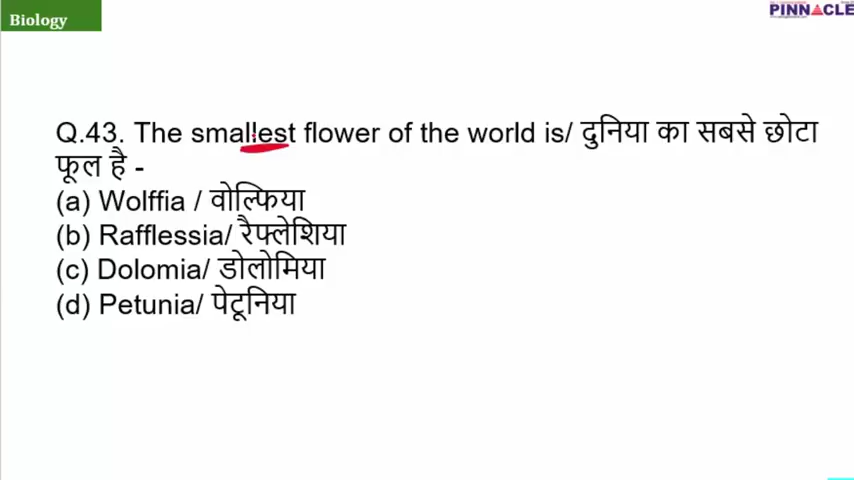 Biology
PINNACLE
Q.43. The smallest flower of the world is/ दुनिया का सबसे छोटा
फूल है -
(a) Wolffia / वोल्फिया
(b) Rafflessia/ रैफ्लेशिया
(c) Dolomia/ डोलोमिया
(d) Petunia/ पेटूनिया